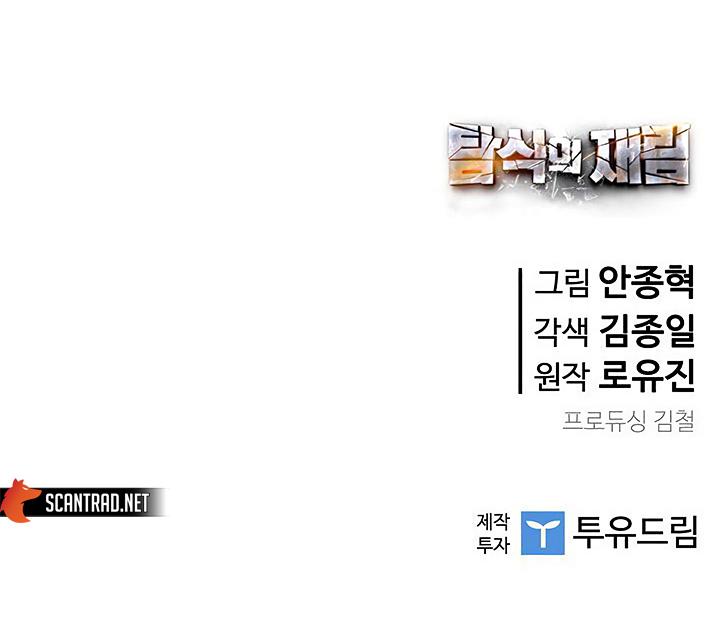 탐식의 재림
그림 안종혁
각색 김종일
원작 로유진
프로듀싱 김철
SCANTRAD.NET
제작
투자
투유드림